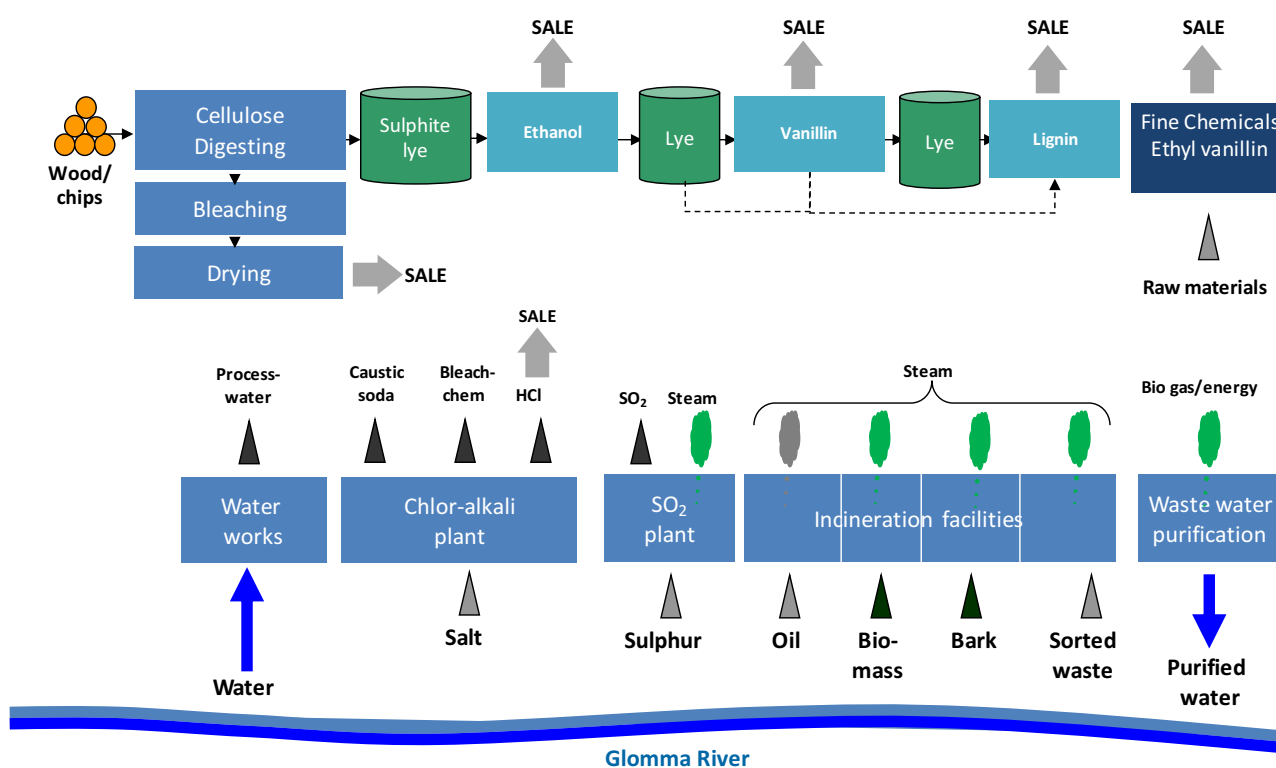 SALE
SALE
SALE
SALE
Wood/
chips
Cellulose
Digesting
Sulphite
lye
Ethanol
Lye
Vanillin
Lye
Lignin
Fine Chemicals
Ethyl vanillin
Bleaching
Drying
SALE
Raw materials
SALE
Process-
water
Caustic
soda
Bleach-
chem
HCl
SO₂
Steam
Steam
Bio gas/energy
Water
works
Chlor-alkali
plant
SO₂
plant
Incineration facilities
Waste water
purification
Water
Salt
Sulphur
Oil
Bio-
mass
Bark
Sorted
waste
Purified
water
Glomma River